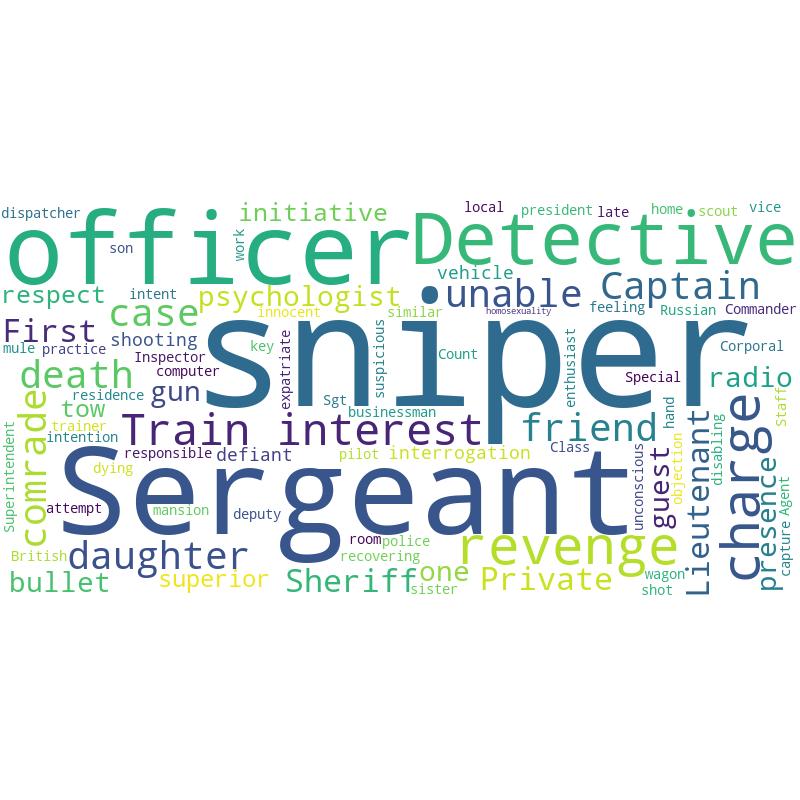 dispatcher
officer
son
work
initiative
Detective
local
president
late
home
scout
vice
respect
intent
psychologist
vehicle
unable
Captain
case
innocent
similar
homosexuality
feeling
Russian
Commander
First
shooting
sniper
mule
practice
Inspector
key
expatriate
suspicious
Count
enthusiast
Corporal
death
computer
gun
Special
radio
residence
Sgt
businessman
tow
trainer
intention
Train interest
friend
hand
Staff
Superintendent
comrade
responsible
defiant
pilot
interrogation
Class
unconscious
guest
objection
Lieutenant
disabling
charge
presence
capture
Agent
dying
Sergeant
attempt
mansion
deputy
British
daughter
room
police
recovering
revenge
bullet
superior
Sheriff
one
sister
Private
wagon
shot